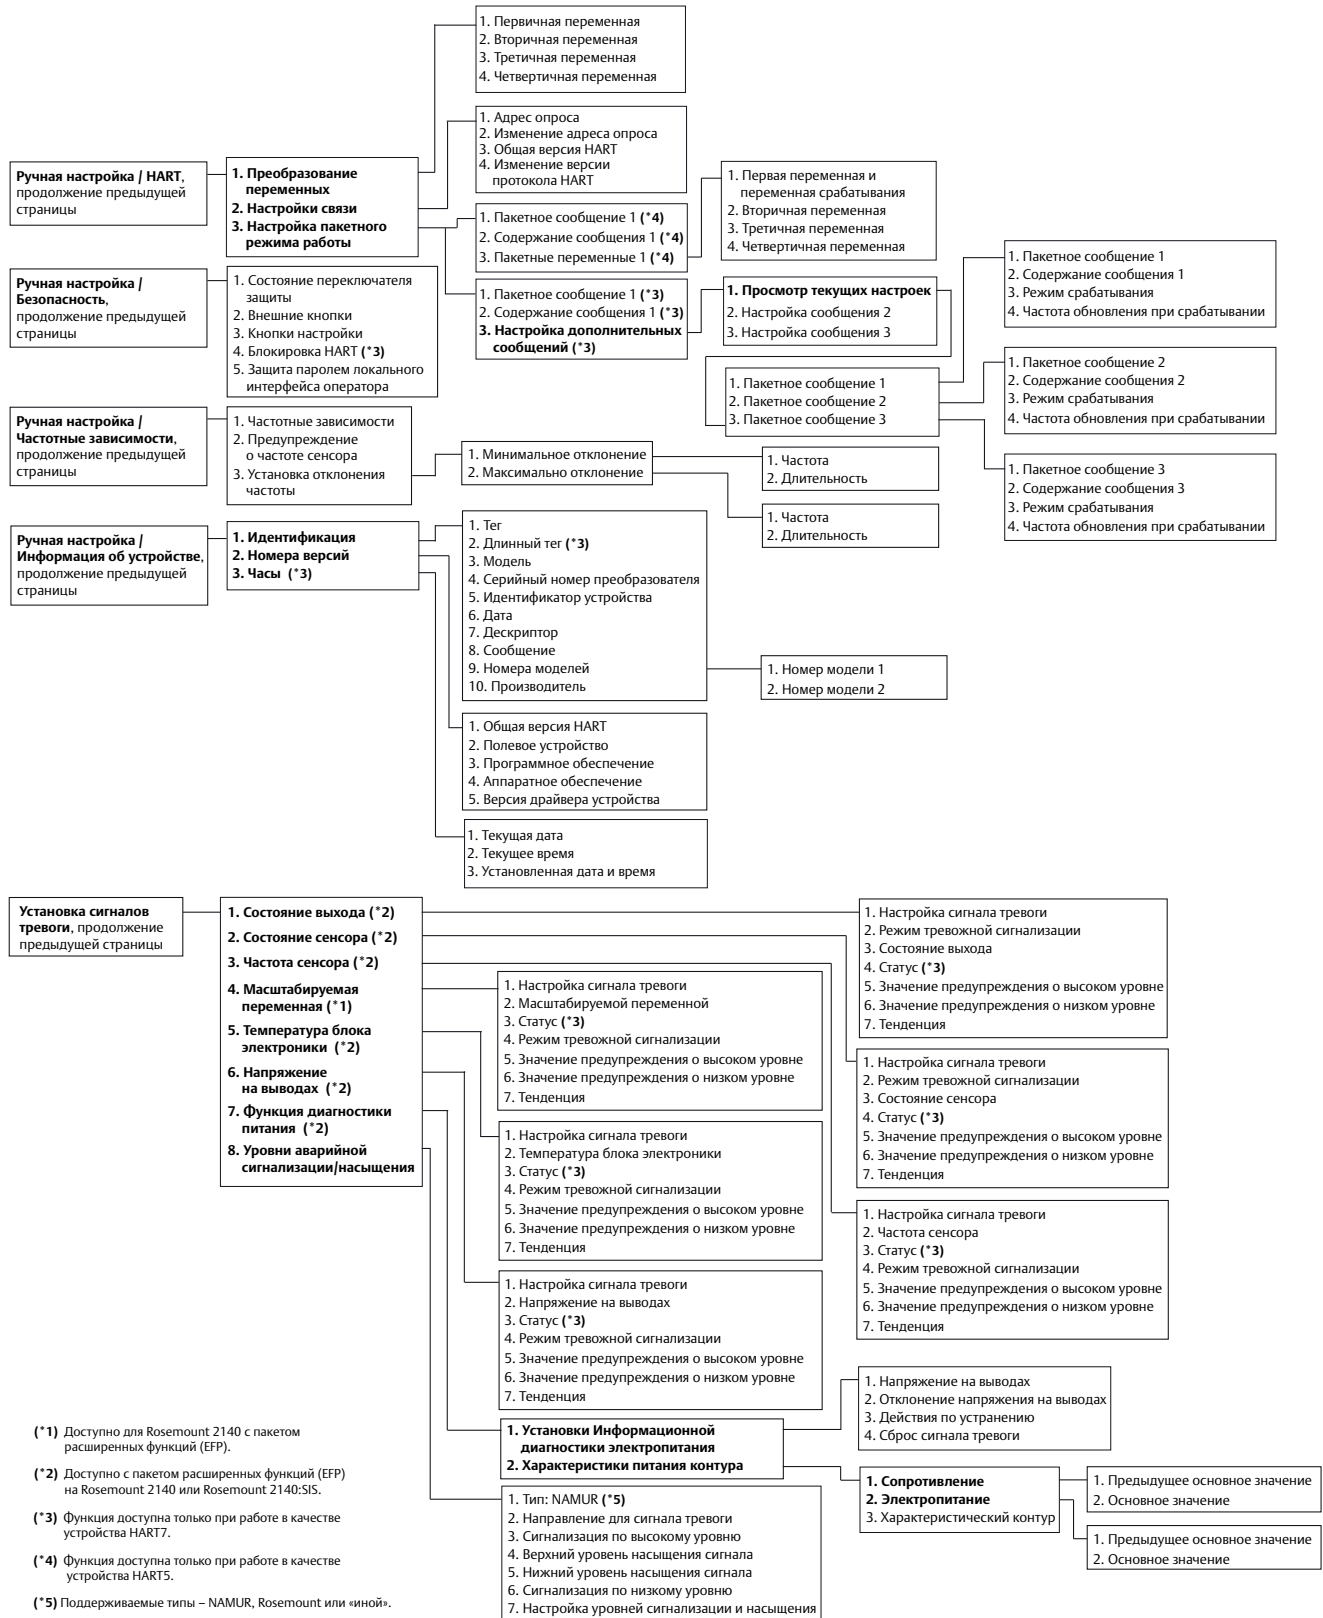 1. Первичная переменная
2. Вторичная переменная
3. Третичная переменная
4. Четвертичная переменная
1. Адрес опроса
2. Изменение адреса опроса
3. Общая версия HART
4. Изменение версии
протокола HART
Ручная настройка / HART,
продолжение предыдущей
страницы
1. Преобразование
переменных
2. Настройки связи
3. Настройка пакетного
режима работы
1. Первая переменная и
переменная срабатывания
2. Вторичная переменная
3. Третичная переменная
4. Четвертичная переменная
1. Пакетное сообщение 1 (*4)
2. Содержание сообщения 1 (*4)
3. Пакетные переменные 1 (*4)
1. Пакетное сообщение 1
2. Содержание сообщения 1
3. Режим срабатывания
4. Частота обновления при срабатывании
Ручная настройка /
Безопасность,
продолжение предыдущей
страницы
1. Состояние переключателя
защиты
2. Внешние кнопки
3. Кнопки настройки
4. Блокировка HART (*3)
5. Защита паролем локального
интерфейса оператора
1. Пакетное сообщение 1 (*3)
2. Содержание сообщения 1 (*3)
3. Настройка дополнительных
сообщений (*3)
1. Просмотр текущих настроек
2. Настройка сообщения 2
3. Настройка сообщения 3
1. Пакетное сообщение 1
2. Пакетное сообщение 2
3. Пакетное сообщение 3
1. Пакетное сообщение 2
2. Содержание сообщения 2
3. Режим срабатывания
4. Частота обновления при срабатывании
Ручная настройка /
Частотные зависимости,
продолжение предыдущей
страницы
1. Частотные зависимости
2. Предупреждение
о частоте сенсора
3. Установка отклонения
частоты
1. Минимальное отклонение
2. Максимально отклонение
1. Частота
2. Длительность
1. Частота
2. Длительность
1. Пакетное сообщение 3
2. Содержание сообщения 3
3. Режим срабатывания
4. Частота обновления при срабатывании
Ручная настройка /
Информация об устройстве,
продолжение предыдущей
страницы
1. Идентификация
2. Номера версий
3. Часы (*3)
1. Тег
2. Длинный тег (*3)
3. Модель
4. Серийный номер преобразователя
5. Идентификатор устройства
6. Дата
7. Дескриптор
8. Сообщение
9. Номера моделей
10. Производитель
1. Номер модели 1
2. Номер модели 2
1. Общая версия HART
2. Полевое устройство
3. Программное обеспечение
4. Аппаратное обеспечение
5. Версия драйвера устройства
1. Текущая дата
2. Текущее время
3. Установленная дата и время
Установка сигналов
тревоги, продолжение
предыдущей страницы
1. Состояние выхода (*2)
2. Состояние сенсора (*2)
3. Частота сенсора (*2)
4. Масштабируемая
переменная (*1)
5. Температура блока
электроники (*2)
6. Напряжение
на выводах (*2)
7. Функция диагностики
питания (*2)
8. Уровни аварийной
сигнализации/насыщения
1. Настройка сигнала тревоги
2. Режим тревожной сигнализации
3. Состояние выхода
4. Статус (*3)
5. Значение предупреждения о высоком уровне
6. Значение предупреждения о низком уровне
7. Тенденция
1. Настройка сигнала тревоги
2. Масштабируемой переменной
3. Статус (*3)
4. Режим тревожной сигнализации
5. Значение предупреждения о высоком уровне
6. Значение предупреждения о низком уровне
7. Тенденция
1. Настройка сигнала тревоги
2. Режим тревожной сигнализации
3. Состояние сенсора
4. Статус (*3)
5. Значение предупреждения о высоком уровне
6. Значение предупреждения о низком уровне
7. Тенденция
1. Настройка сигнала тревоги
2. Температура блока электроники
3. Статус (*3)
4. Режим тревожной сигнализации
5. Значение предупреждения о высоком уровне
6. Значение предупреждения о низком уровне
7. Тенденция
1. Настройка сигнала тревоги
2. Частота сенсора
3. Статус (*3)
4. Режим тревожной сигнализации
5. Значение предупреждения о высоком уровне
6. Значение предупреждения о низком уровне
7. Тенденция
1. Настройка сигнала тревоги
2. Напряжение на выводах
3. Статус (*3)
4. Режим тревожной сигнализации
5. Значение предупреждения о высоком уровне
6. Значение предупреждения о низком уровне
7. Тенденция
1. Напряжение на выводах
2. Отклонение напряжения на выводах
3. Действия по устранению
4. Сброс сигнала тревоги
1. Установки Информационной
диагностики электропитания
2. Характеристики питания контура
1. Сопротивление
2. Электропитание
3. Характеристический контур
1. Предыдущее основное значение
2. Основное значение
1. Предыдущее основное значение
2. Основное значение
1. Тип: NAMUR (*5)
2. Направление для сигнала тревоги
3. Сигнализация по высокому уровню
4. Верхний уровень насыщения сигнала
5. Нижний уровень насыщения сигнала
6. Сигнализация по низкому уровню
7. Настройка уровней сигнализации и насыщения
(*1) Доступно для Rosemount 2140 с пакетом
расширенных функций (EFP).
(*2) Доступно с пакетом расширенных функций (EFP)
на Rosemount 2140 или Rosemount 2140:SIS.
(*3) Функция доступна только при работе в качестве
устройства HART7.
(*4) Функция доступна только при работе в качестве
устройства HART5.
(*5) Поддерживаемые типы – NAMUR, Rosemount или «иной».